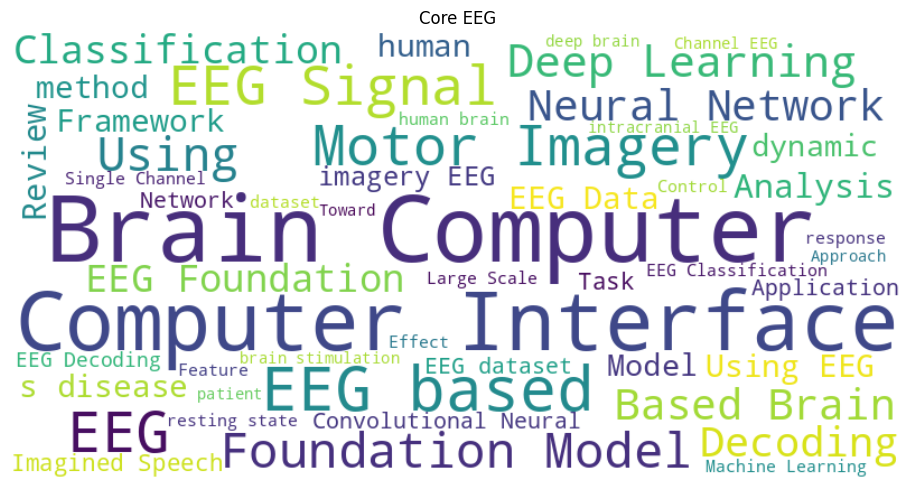 Core EEG
Classification
human
deep brain
Channel EEG
Deep Learning
method
EEG Signal
Neural Network
Review
Framework
human brain
intracranial EEG
Using
Motor Imagery
dynamic
Single Channel
imagery EEG
EEG Data
Control
Analysis
Network
dataset
Toward
Brain Computer
response
Approach
EEG Foundation
Large Scale
Task
EEG Classification
Application
Computer Interface
Effect
EEG Decoding
Feature
brain stimulation
EEG dataset
Model
Using EEG
s disease
patient
EEG based
Based Brain
EEG
resting state
Convolutional Neural
Imagined Speech
Foundation Model
Decoding
Machine Learning